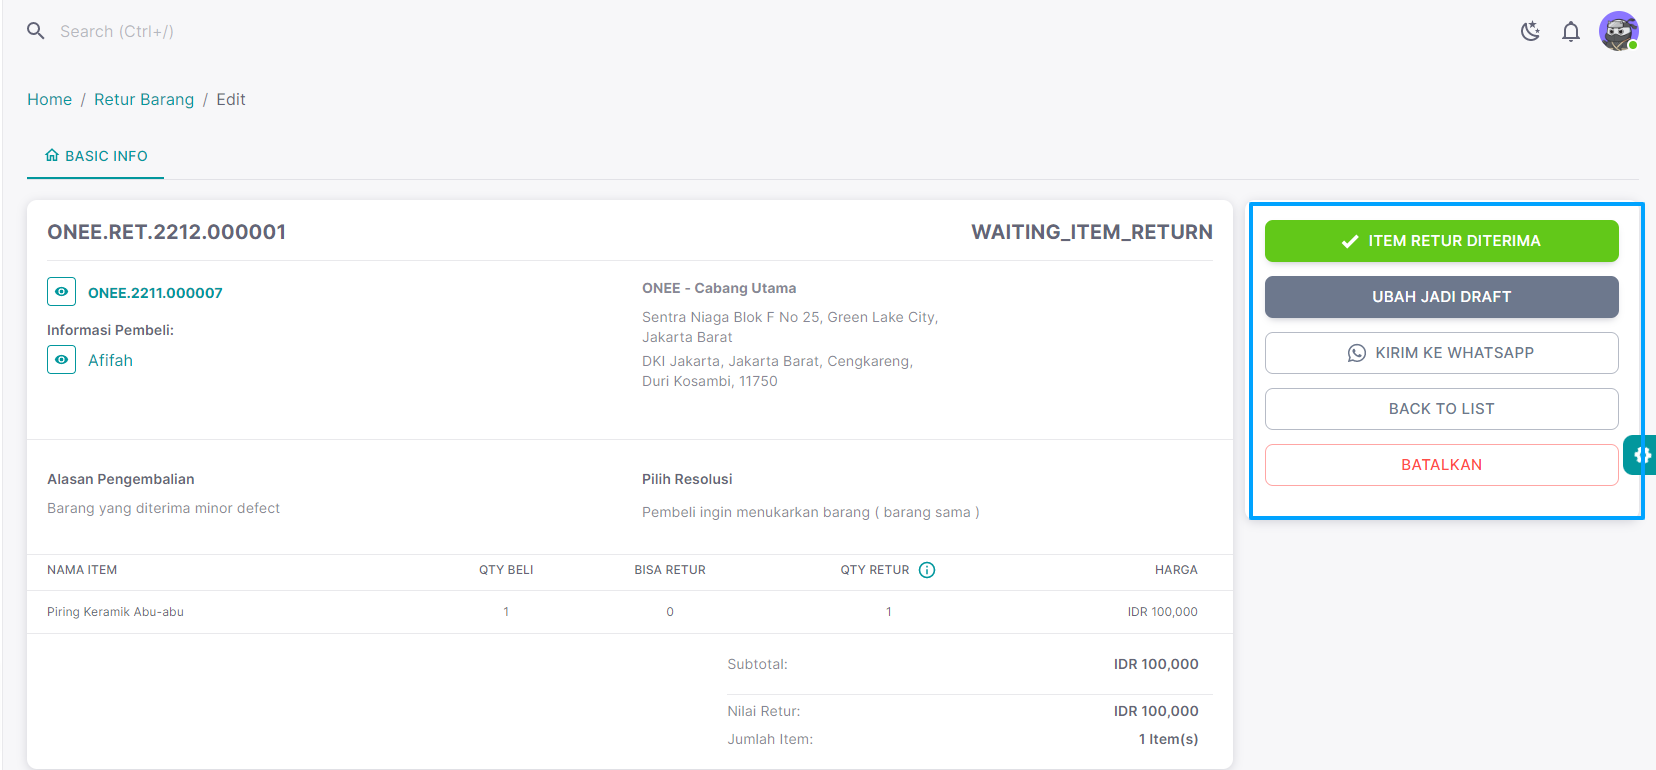 Search (Ctrl+/)
Home / Retur Barang / Edit
BASIC INFO
ONEE.RET.2212.000001
WAITING_ITEM_RETURN
ONEE.2211.000007
Informasi Pembeli:
Afifah
ONEE - Cabang Utama
Sentra Niaga Blok F No 25, Green Lake City,
Jakarta Barat
DKI Jakarta, Jakarta Barat, Cengkareng,
Duri Kosambi, 11750
Alasan Pengembalian
Barang yang diterima minor defect
Pilih Resolusi
Pembeli ingin menukarkan barang ( barang sama )
NAMA ITEM QTY BELI BISA RETUR QTY RETUR HARGA
Piring Keramik Abu-abu 1 0 1 IDR 100,000
Subtotal: IDR 100,000
Nilai Retur: IDR 100,000
Jumlah Item: 1 Item(s)
ITEM RETUR DITERIMA
UBAH JADI DRAFT
KIRIM KE WHATSAPP
BACK TO LIST
BATALKAN